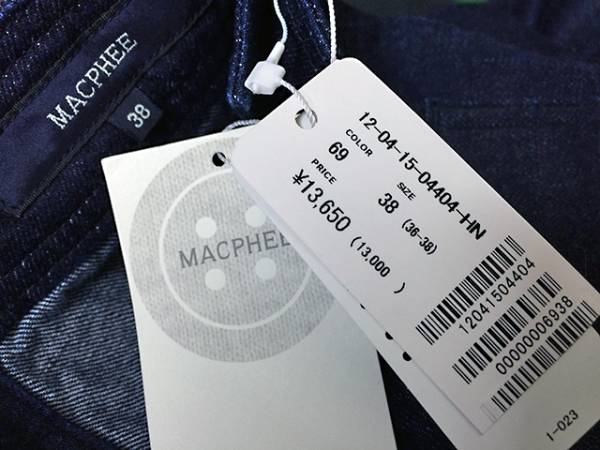 MACPHEE
38
MACPHEE
12-04-15-04404-HN
COLOR SIZE
69 38 (36-38)
PRICE
¥13,650 (13,000 )
12041504404
00000006938
I-023